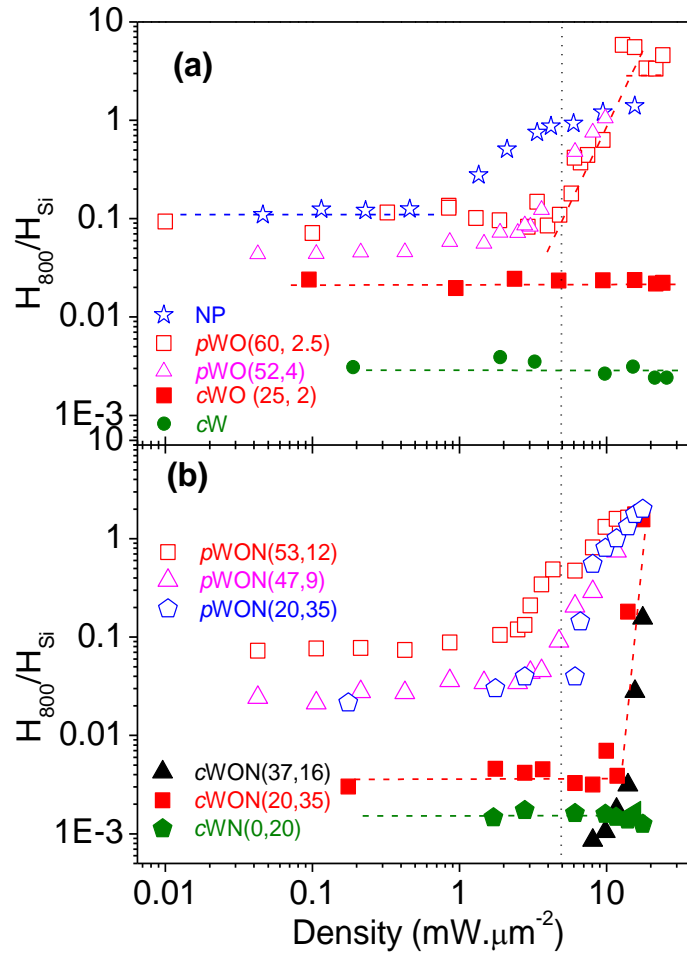 10
(a)
1
0.1
0.01
1E-3
H800/HSi
NP
pWO(60, 2.5)
pWO(52,4)
cWO (25, 2)
cW
10
(b)
1
0.1
0.01
1E-3
H800/HSi
pWON(53,12)
pWON(47,9)
pWON(20,35)
cWON(37,16)
cWON(20,35)
cWN(0,20)
0.01 0.1 1 10
Density (mW.μm-2)